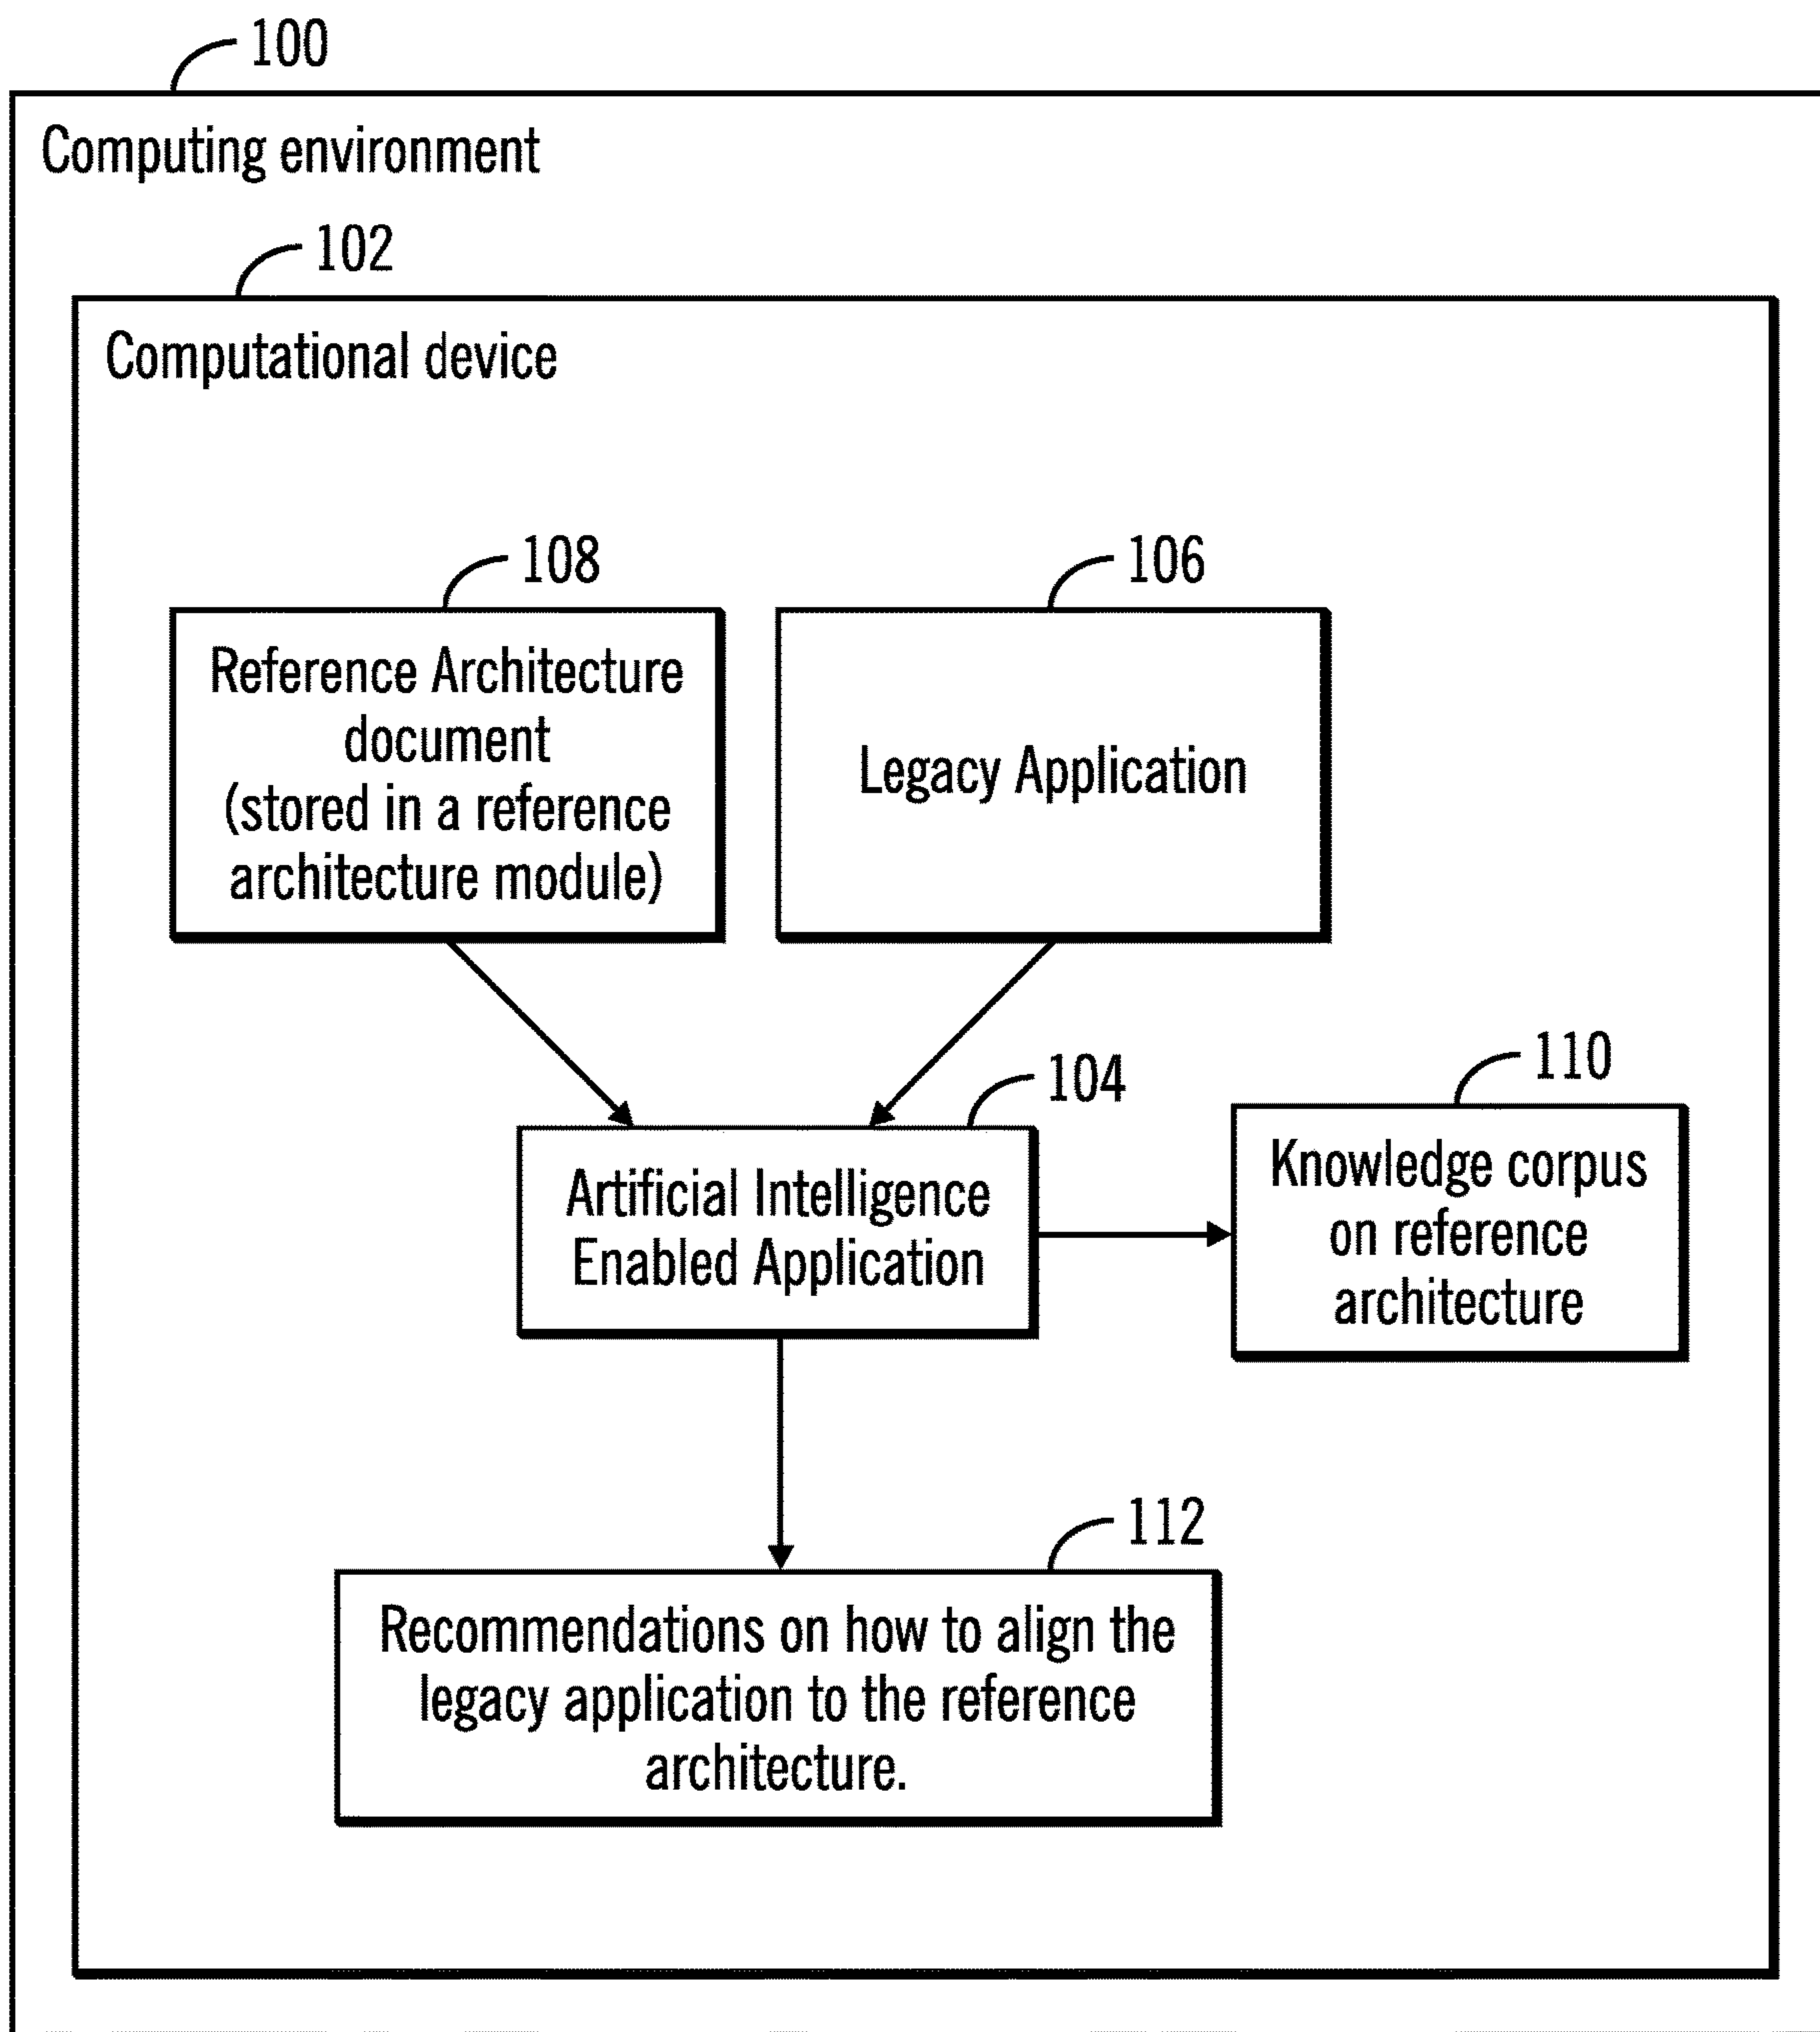 100
Computing environment
102
Computational device
108
106
Reference Architecture
document
(stored in a reference
architecture module)
Legacy Application
104
110
Artificial Intelligence
Enabled Application
Knowledge corpus
on reference
architecture
112
Recommendations on how to align the
legacy application to the reference
architecture.